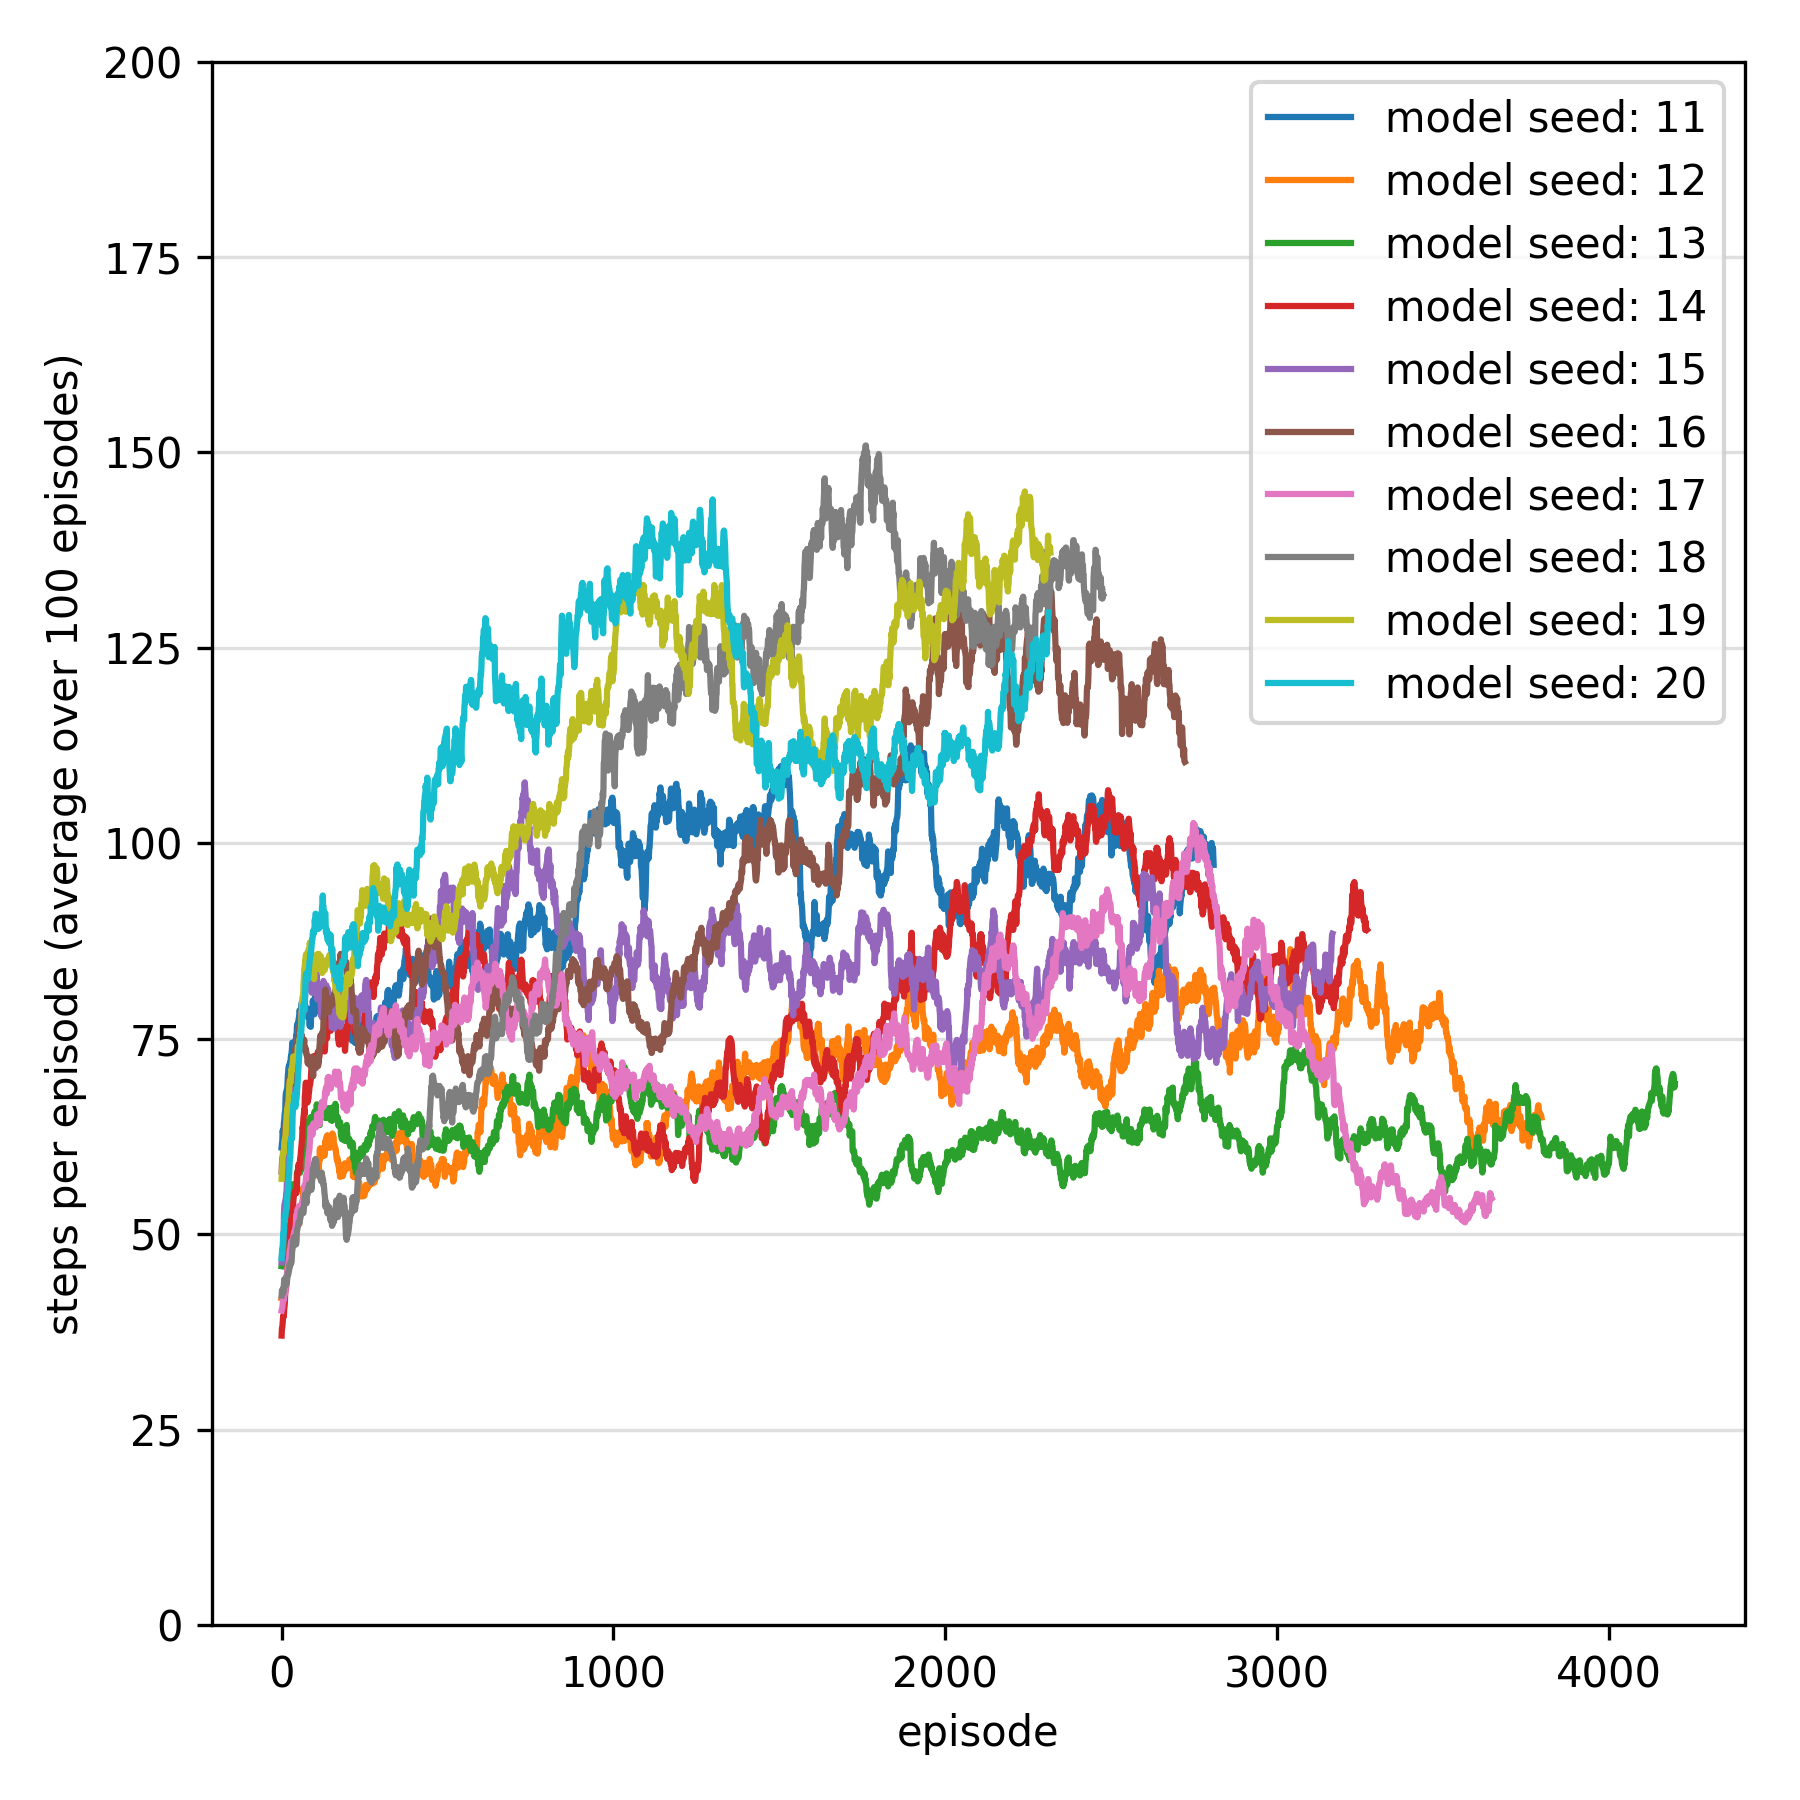 200
175
150
125
100
75
50
25
0
steps per episode (average over 100 episodes)
model seed: 11
model seed: 12
model seed: 13
model seed: 14
model seed: 15
model seed: 16
model seed: 17
model seed: 18
model seed: 19
model seed: 20
0 1000 2000 3000 4000
episode